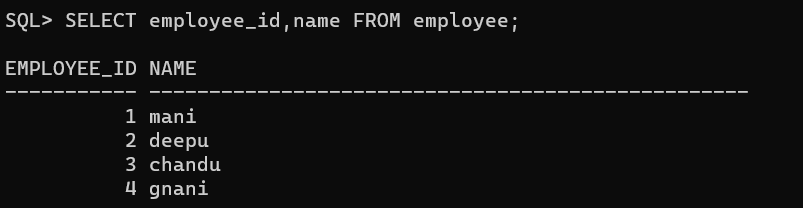 SQL> SELECT employee_id,name FROM employee;
EMPLOYEE_ID NAME
----------- --------------------------------------------------
          1 mani
          2 deepu
          3 chandu
          4 gnani